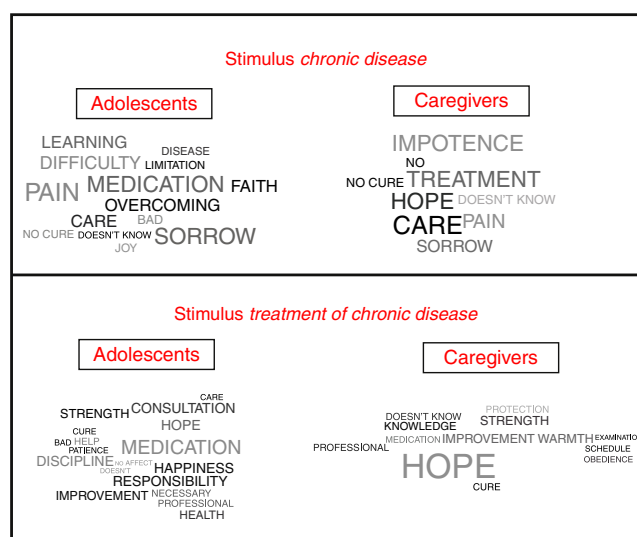 Stimulus chronic disease
Adolescents
LEARNING
DISEASE
DIFFICULTY LIMITATION
PAIN MEDICATION FAITH
OVERCOMING
CARE BAD
NO CURE DOESN'T KNOW SORROW
JOY
Caregivers
IMPOTENCE
NO
NO CURE TREATMENT
HOPE DOESN'T KNOW
CARE PAIN
SORROW
Stimulus treatment of chronic disease
Adolescents
CARE
STRENGTH CONSULTATION
HOPE
CURE
BAD HELP MEDICATION
PATIENCE
DISCIPLINE NO AFFECT
DOESN'T HAPPINESS
RESPONSIBILITY
IMPROVEMENT NECESSARY
PROFESSIONAL
HEALTH
Caregivers
PROTECTION
DOESN'T KNOW STRENGTH
KNOWLEDGE
MEDICATION IMPROVEMENT WARMTH EXAMINATIO
PROFESSIONAL SCHEDULE
HOPE OBEDIENCE
CURE